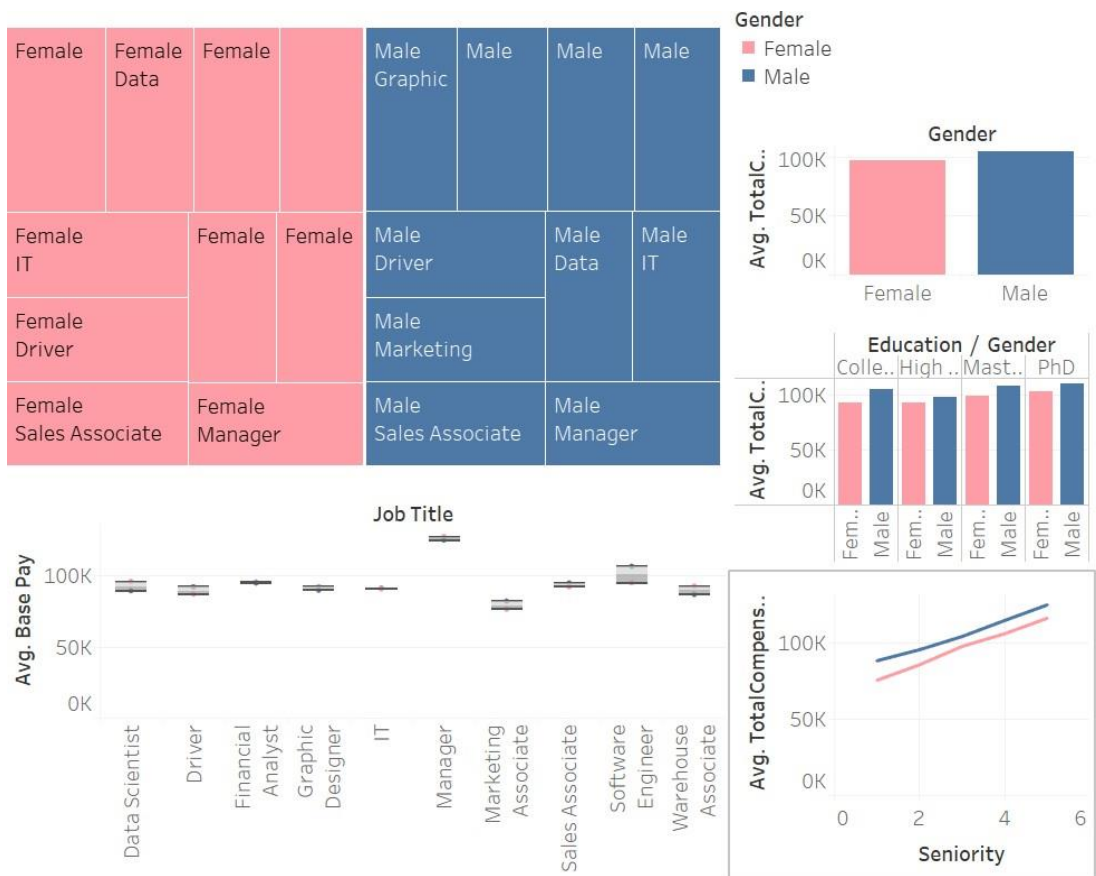 Female
Female
Data
Female
Male
Graphic
Male
Male
Male
Female
IT
Female
Female
Male
Driver
Male
Data
Male
IT
Female
Driver
Male
Marketing
Female
Sales Associate
Female
Manager
Male
Sales Associate
Male
Manager
Gender
Female
Male
Gender
Avg. TotalC..
100K
50K
0K
Female
Male
Education / Gender
Colle..
High ..
Mast..
PhD
Avg. TotalC..
100K
50K
0K
Fem..
Male
Fem..
Male
Fem..
Male
Fem..
Male
Job Title
Avg. Base Pay
100K
50K
0K
Data Scientist
Driver
Financial
Analyst
Graphic
Designer
IT
Manager
Marketing
Associate
Sales Associate
Software
Engineer
Warehouse
Associate
Avg. TotalCompens..
100K
50K
0K
0
2
4
6
Seniority